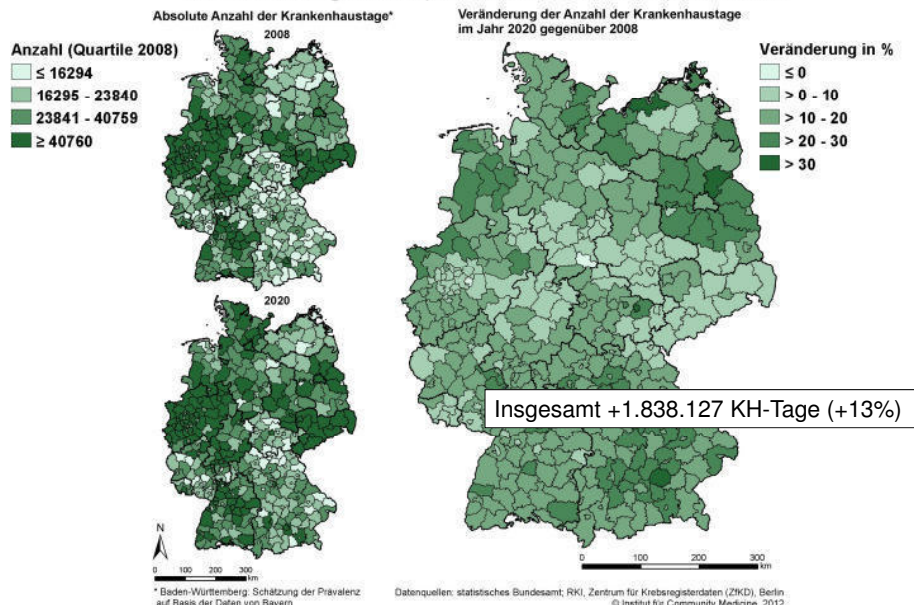 Absolute Anzahl der Krankenhaustage*
2008
Anzahl (Quartile 2008)
≤ 16294
16295 - 23840
23841 - 40759
≥ 40760
2020
N
0 100 200 300
km
* Baden-Württemberg: Schätzung der Prävalenz
auf Basis der Daten von Bayern
Veränderung der Anzahl der Krankenhaustage
im Jahr 2020 gegenüber 2008
Veränderung in %
≤ 0
> 0 - 10
> 10 - 20
> 20 - 30
> 30
Insgesamt +1.838.127 KH-Tage (+13%)
0 100 200 300
km
Datenquellen: statistisches Bundesamt; RKI, Zentrum für Krebsregisterdaten (ZfKD), Berlin
© Institut für Community Medicine, 2012